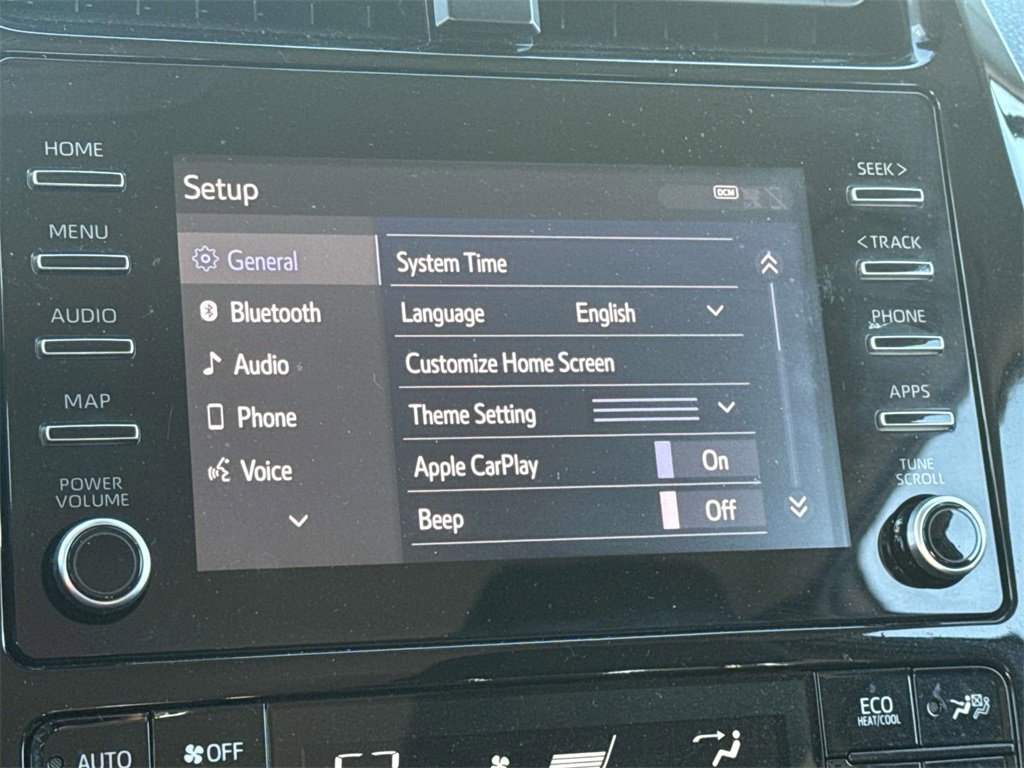 HOME
MENU
AUDIO
MAP
POWER
VOLUME
Setup
DCM
General
Bluetooth
Audio
Phone
Voice
System Time
Language English
Customize Home Screen
Theme Setting
Apple CarPlay On
Beep Off
SEEK >
< TRACK
PHONE
APPS
TUNE
SCROLL
AUTO
OFF
ECO
HEAT/COOL